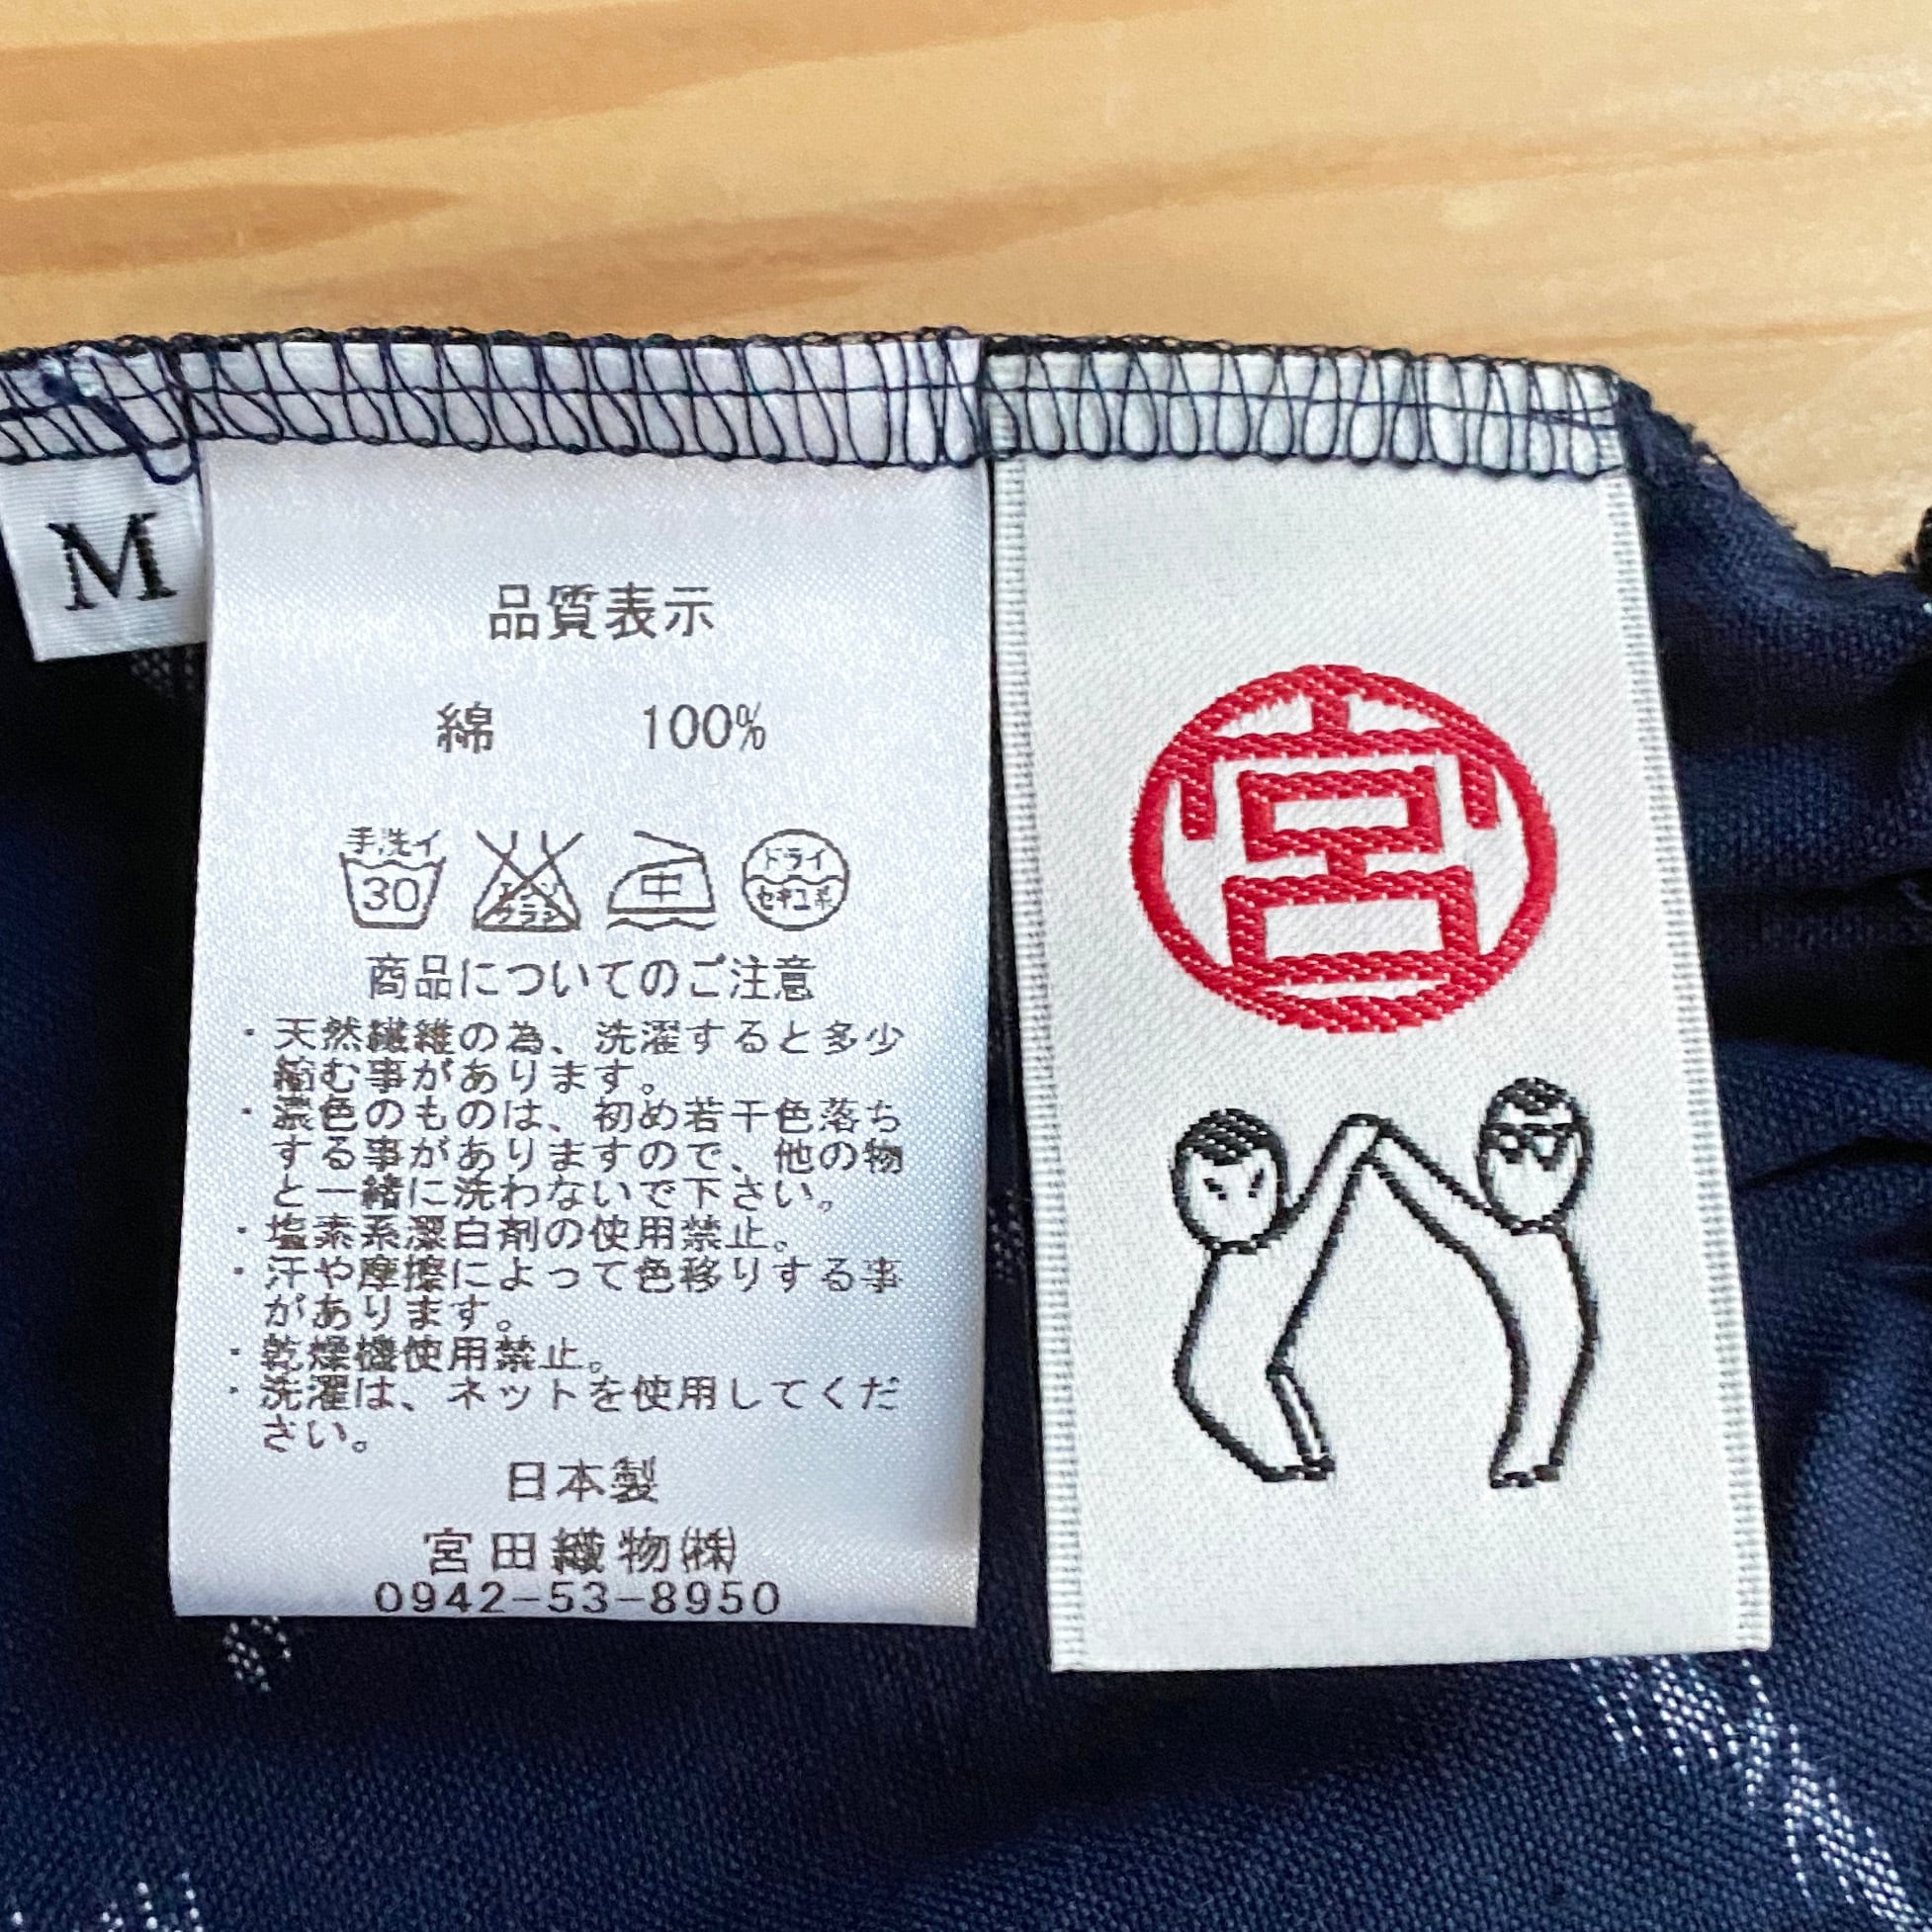 M
品質表示
綿 100%
手洗イ
30
エンソ
サラシ
中
ドライ
セキユ系
商品についてのご注意
・天然繊維の為、洗濯すると多少
縮む事があります。
・濃色のものは、初め若干色落ち
する事がありますので、他の物
と一緒に洗わないで下さい。
・塩素系漂白剤の使用禁止。
・汗や摩擦によって色移りする事
があります。
・乾燥機使用禁止。
・洗濯は、ネットを使用してくだ
さい。
日本製
宮田織物㈱
0942-53-8950
宮